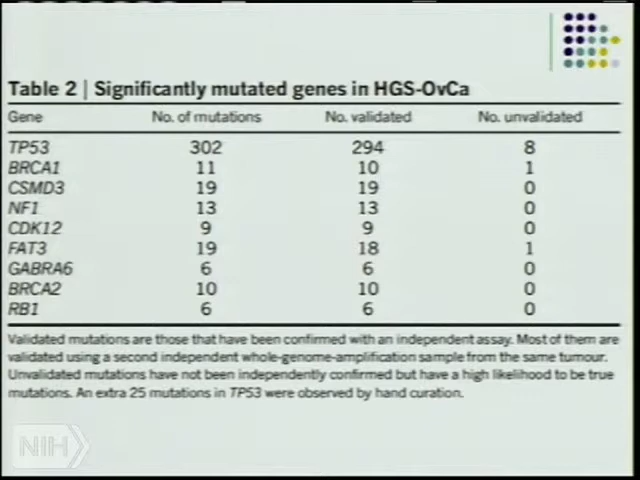 Table 2 | Significantly mutated genes in HGS-OvCa
Gene No. of mutations No. validated No. unvalidated
TP53 302 294 8
BRCA1 11 10 1
CSMD3 19 19 0
NF1 13 13 0
CDK12 9 9 0
FAT3 19 18 1
GABRA6 6 6 0
BRCA2 10 10 0
RB1 6 6 0
Validated mutations are those that have been confirmed with an independent assay. Most of them are
validated using a second independent whole-genome-amplification sample from the same tumour.
Unvalidated mutations have not been independently confirmed but have a high likelihood to be true
mutations. An extra 25 mutations in TP53 were observed by hand curation.
NIH